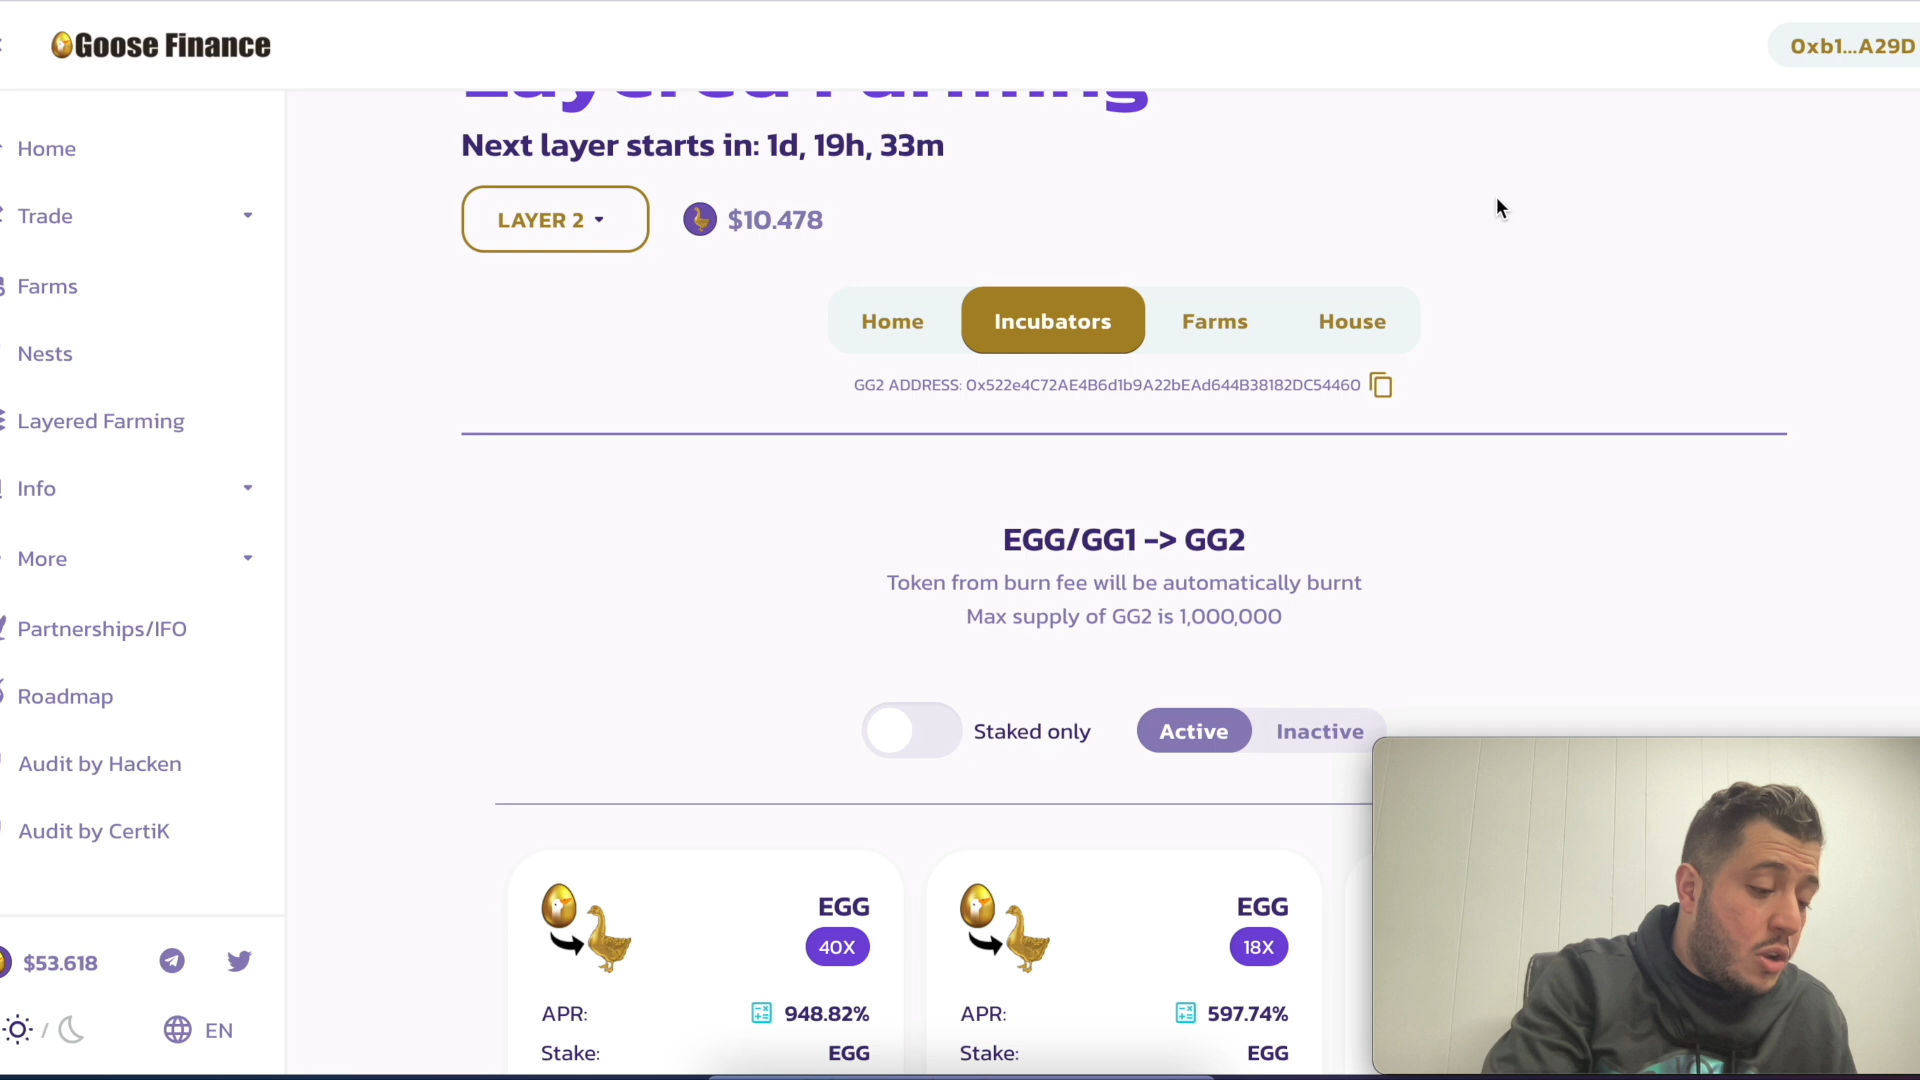 Goose Finance
0xb1...A29D
Home
Trade
Farms
Nests
Layered Farming
Info
More
Partnerships/IFO
Roadmap
Audit by Hacken
Audit by CertiK
$53.618
/
EN
Layered Farming
Next layer starts in: 1d, 19h, 33m
LAYER 2
$10.478
Home Incubators Farms House
GG2 ADDRESS: 0x522e4C72AE4B6d1b9A22bEAd644B38182DC54460
EGG/GG1 -> GG2
Token from burn fee will be automatically burnt
Max supply of GG2 is 1,000,000
Staked only Active Inactive
EGG
40X
APR: 948.82%
Stake: EGG
EGG
18X
APR: 597.74%
Stake: EGG